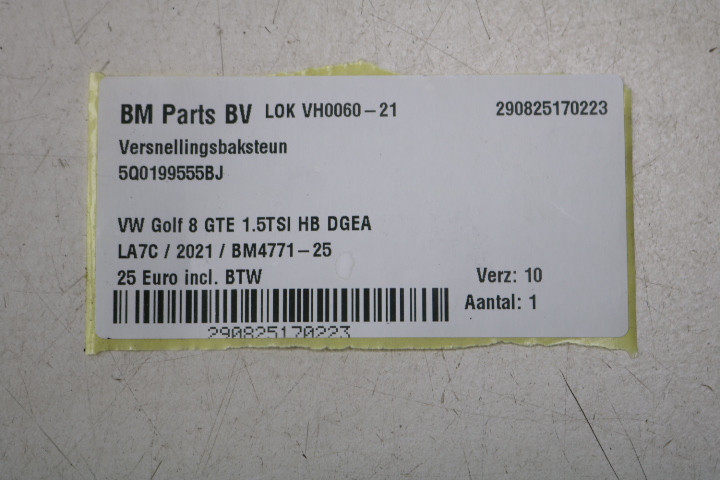 BM Parts BV LOK VH0060-21 290825170223
Versnellingsbaksteun
5Q0199555BJ
VW Golf 8 GTE 1.5TSI HB DGEA
LA7C / 2021 / BM4771-25
25 Euro incl. BTW Verz: 10
Aantal: 1
290825170223